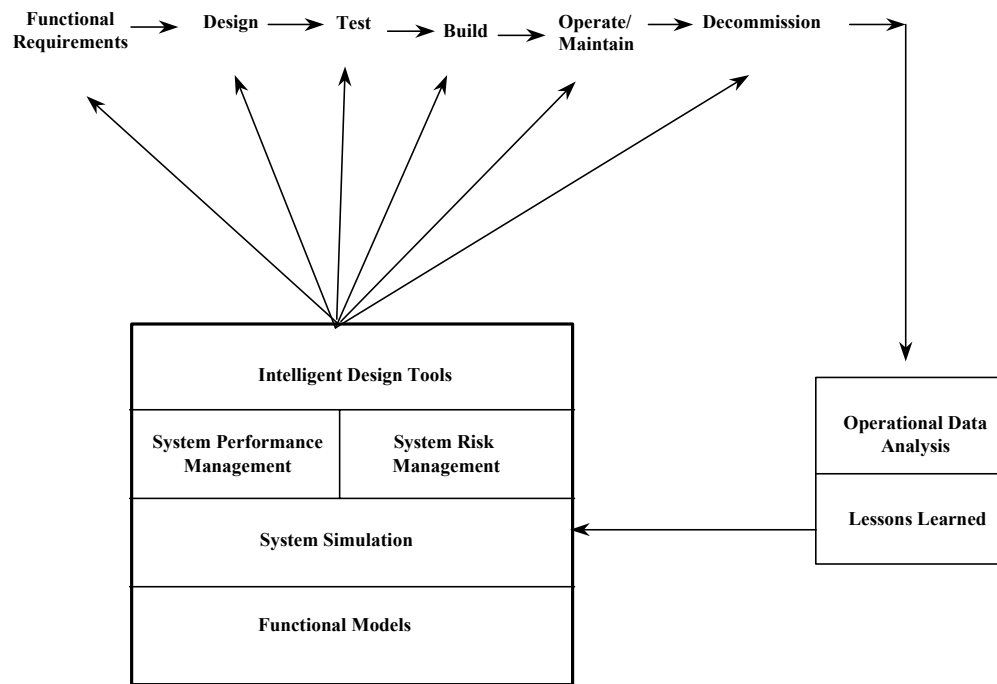 Functional
Requirements
Design
Test
Build
Operate/
Maintain
Decommission
Intelligent Design Tools
System Performance
Management
System Risk
Management
System Simulation
Functional Models
Operational Data
Analysis
Lessons Learned